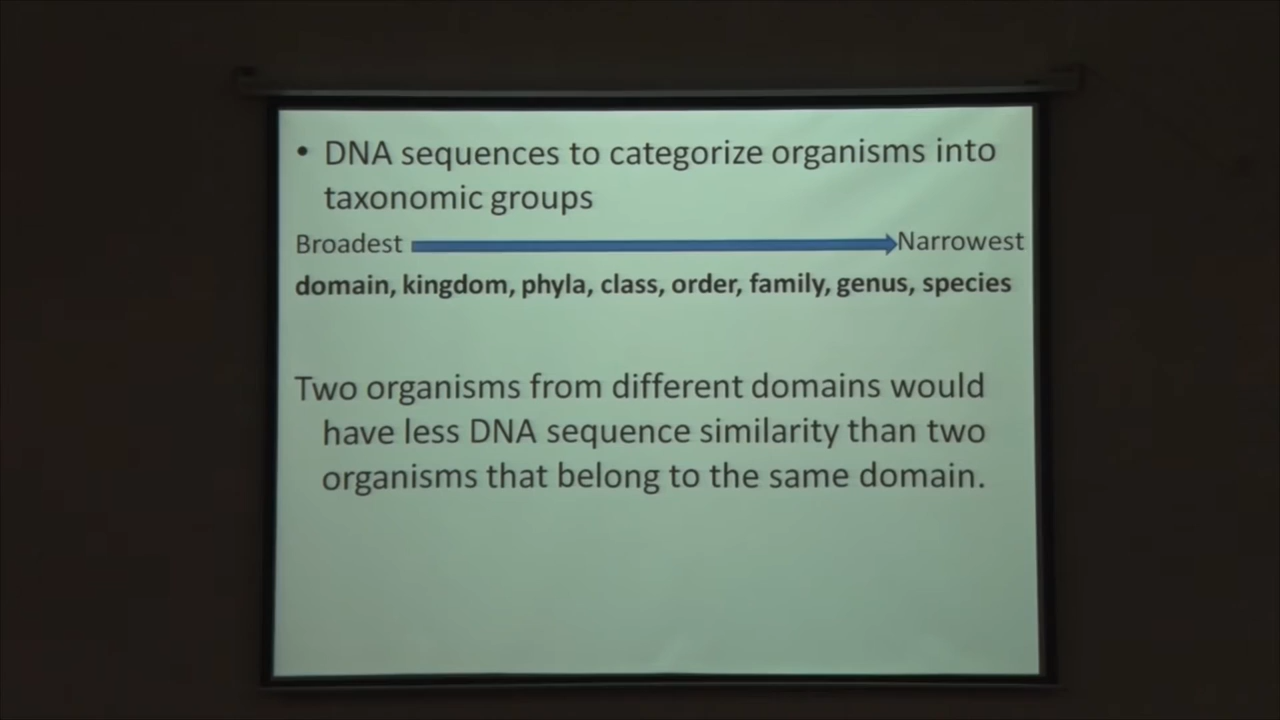 • DNA sequences to categorize organisms into
taxonomic groups
Broadest Narrowest
domain, kingdom, phyla, class, order, family, genus, species
Two organisms from different domains would
have less DNA sequence similarity than two
organisms that belong to the same domain.